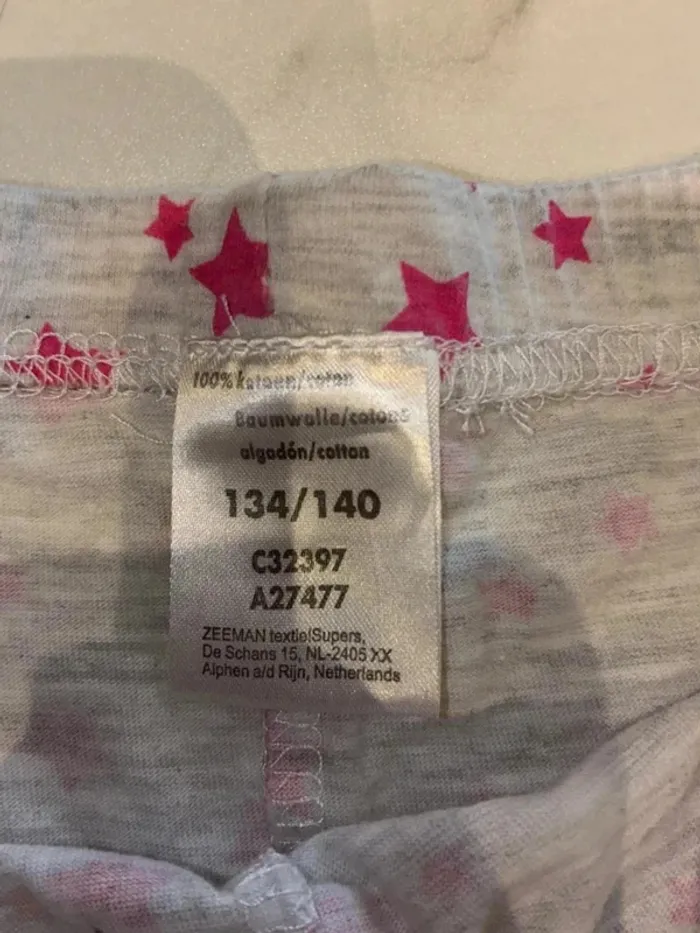 100% katoen/coton
Baumwolle/cotone
algodón/cotton
134/140
C32397
A27477
ZEEMAN textielSupers,
De Schans 15, NL-2405 XX
Alphen a/d Rijn, Netherlands